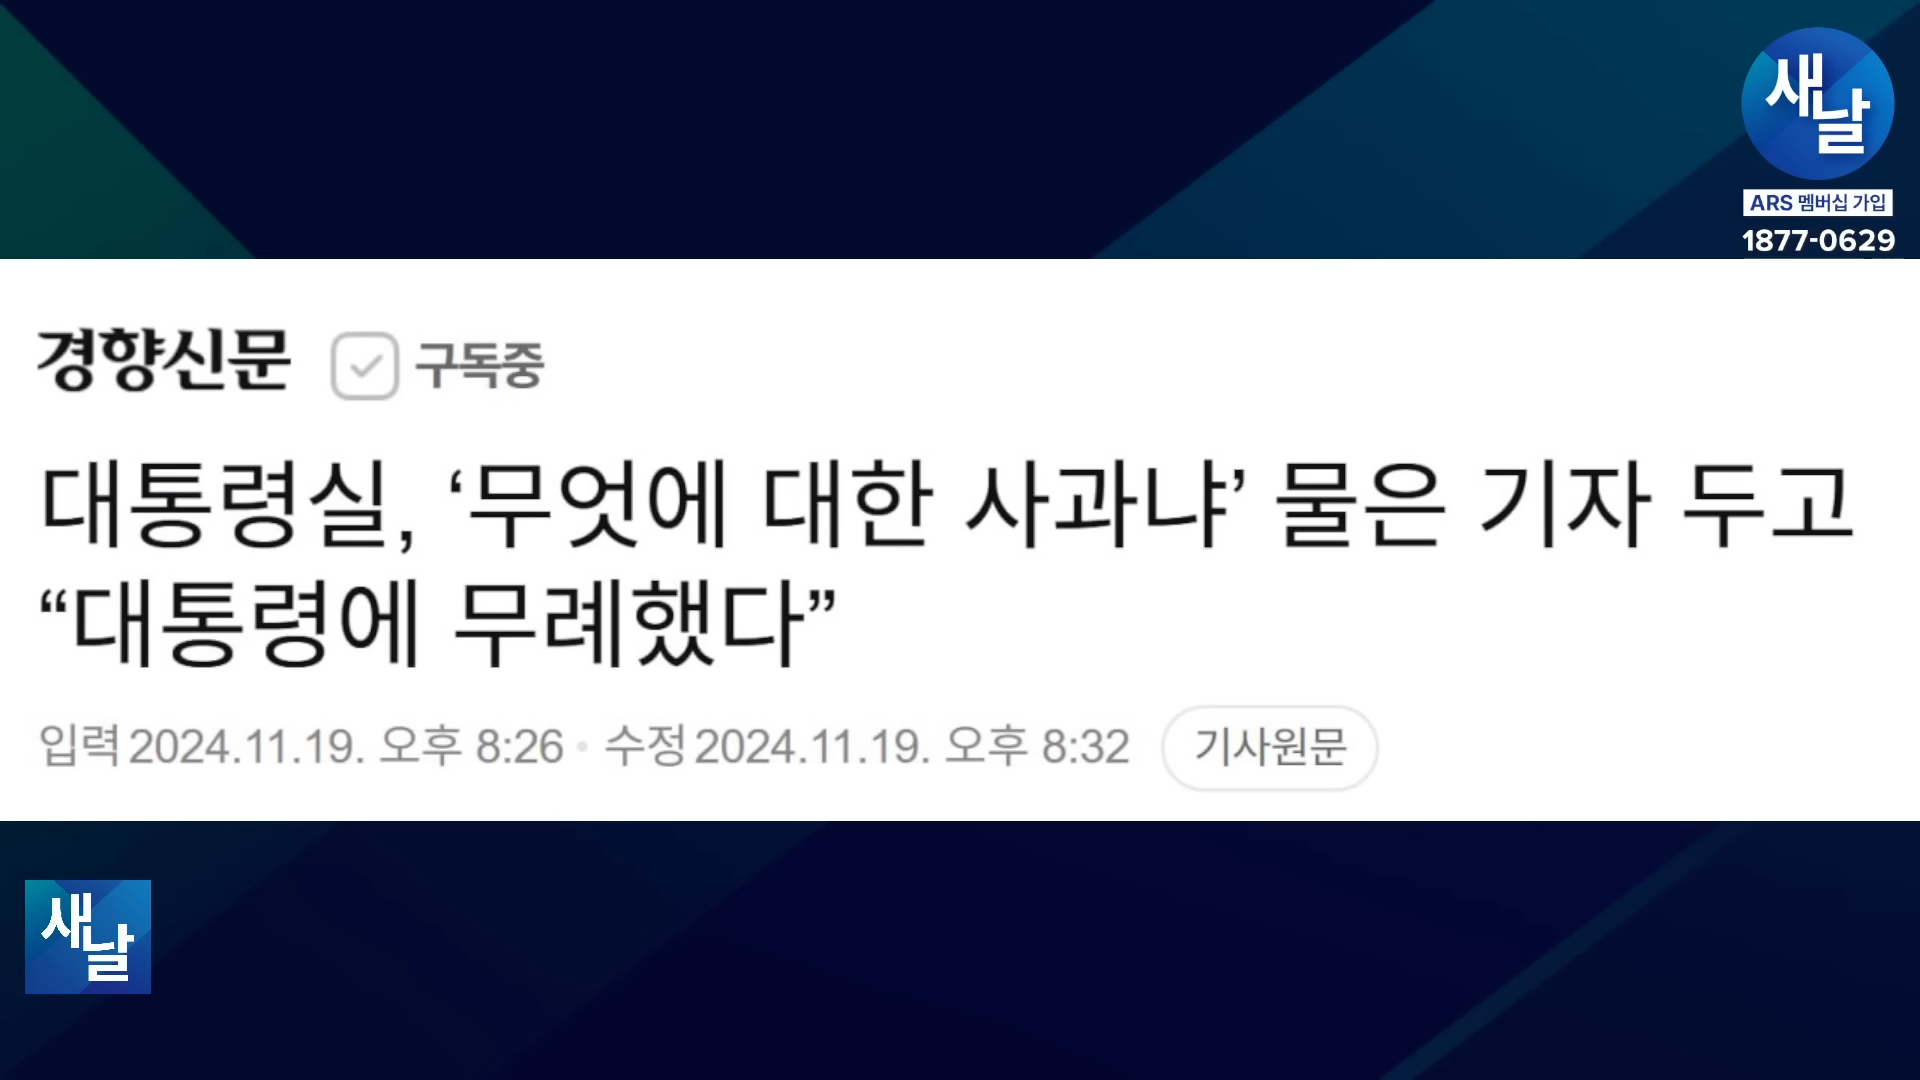 새날
ARS 멤버십 가입
1877-0629
경향신문 구독중
대통령실, ‘무엇에 대한 사과냐’ 물은 기자 두고
“대통령에 무례했다”
입력 2024.11.19. 오후 8:26 · 수정 2024.11.19. 오후 8:32 기사원문
새날